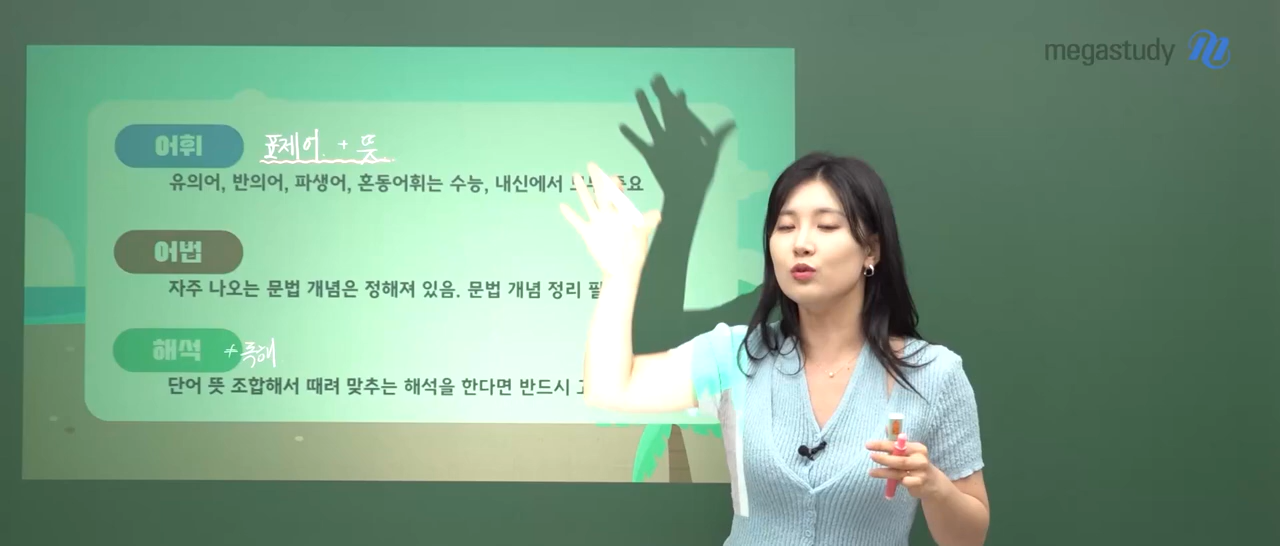 megastudy
어휘 표제어. + 뜻
유의어, 반의어, 파생어, 혼동어휘는 수능, 내신에서
어법
자주 나오는 문법 개념은 정해져 있음. 문법 개념 정리
해석 + 독해
단어 뜻 조합해서 때려 맞추는 해석을 한다면 반드시